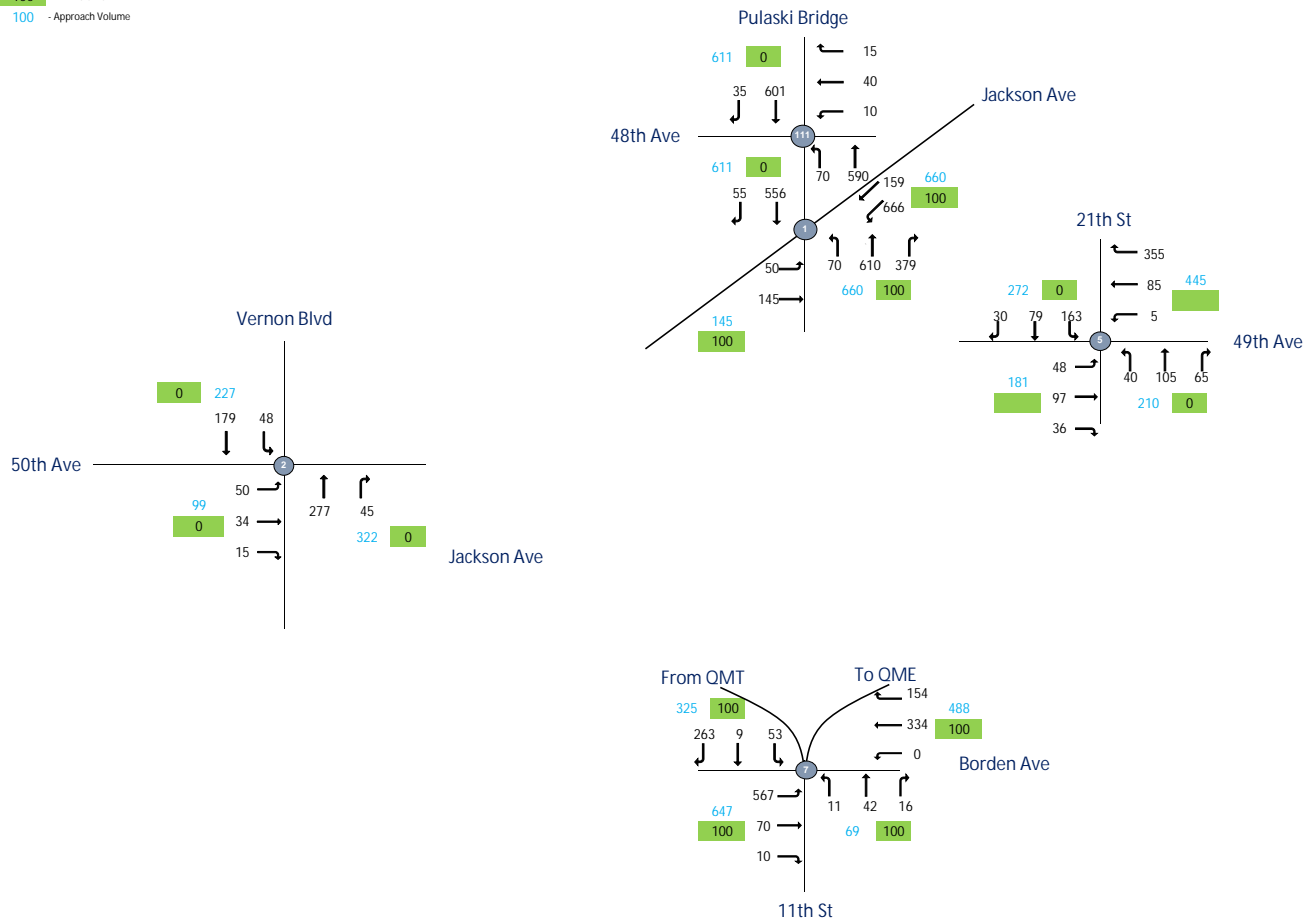 100 - Approach Volume
Pulaski Bridge
611 0
15
40
10
35 601
Jackson Ave
48th Ave
111
611 0
70 590
55 556
159 660
666 100
1
70 610 379
50
660 100
145
145
100
21th St
355
272 0
85 445
30 79 163
5
5
49th Ave
48
40 105 65
181
97
210 0
36
Vernon Blvd
0 227
179 48
50th Ave
2
50
277 45
99
0 34
322 0
15
Jackson Ave
From QMT To QME
325 100
154
488
334 100
263 9 53
0
Borden Ave
7
567
11 42 16
647
100 70
69 100
10
11th St